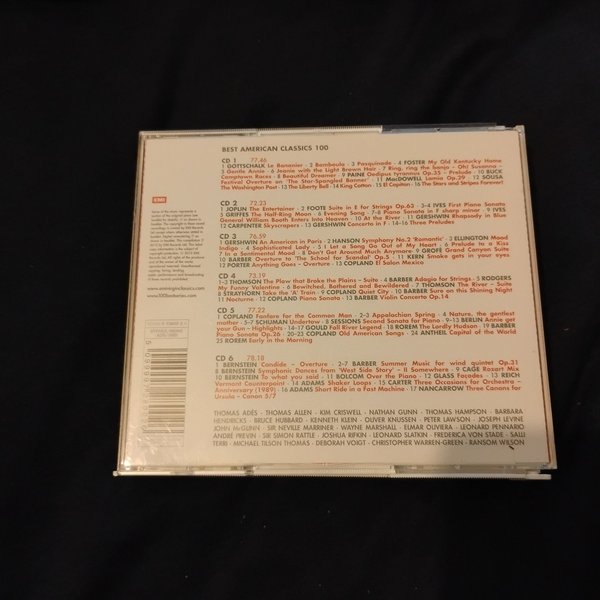 BEST AMERICAN CLASSICS 100
CD 1 77.46
1 GOTTSCHALK Le Bananier · 2 Bamboula · 3 Pasquinade · 4 FOSTER My Old Kentucky Home
5 Gentle Annie · 6 Jeanie with the Light Brown Hair · 7 Ring, ring the banjo · Oh! Susanna ·
Camptown Races · 8 Beautiful Dreamer · 9 PAINE Oedipus Tyrannus Op.35 – Prelude · 10 BUCK
Festival Overture on 'The Star-Spangled Banner' · 11 MacDOWELL Lamia Op.29 · 12 SOUSA
The Washington Post · 13 The Liberty Bell · 14 King Cotton · 15 El Capitan · 16 The Stars and Stripes Forever!
CD 2 72.23
1 JOPLIN The Entertainer · 2 FOOTE Suite in E for Strings Op.63 · 3-4 IVES First Piano Sonata
5 GRIFFES The Half-Ring Moon · 6 Evening Song · 7-8 Piano Sonata in F sharp minor · 9 IVES
General William Booth Enters Into Heaven · 10 At the River · 11 GERSHWIN Rhapsody in Blue
12 CARPENTER Skyscrapers · 13 GERSHWIN Concerto in F · 14-16 Three Preludes
CD 3 76.59
1 GERSHWIN An American in Paris · 2 HANSON Symphony No.2 'Romantic' · 3 ELLINGTON Mood
Indigo · 4 Sophisticated Lady · 5 I Let a Song Go Out of My Heart · 6 Prelude to a Kiss
7 In a Sentimental Mood · 8 Don't Get Around Much Anymore · 9 GROFÉ Grand Canyon Suite
10 BARBER Overture to 'The School for Scandal' Op.5 · 11 KERN Smoke gets in your eyes
12 PORTER Anything Goes – Overture · 13 COPLAND El Salón México
CD 4 73.19
1-3 THOMSON The Plow that Broke the Plains – Suite · 4 BARBER Adagio for Strings · 5 RODGERS
My Funny Valentine · 6 Bewitched, Bothered and Bewildered · 7 THOMSON The River – Suite
8 STRAYHORN Take the 'A' Train · 9 COPLAND Quiet City · 10 BARBER Sure on this Shining Night
11 Nocturne · 12 COPLAND Piano Sonata · 13 BARBER Violin Concerto Op.14
CD 5 77.22
1 COPLAND Fanfare for the Common Man · 2-3 Appalachian Spring · 4 Nature, the gentlest
mother · 5-7 SCHUMAN Undertow · 8 SESSIONS Second Sonata for Piano · 9-13 BERLIN Annie get
your Gun – Highlights · 14-17 GOULD Fall River Legend · 18 ROREM The Lordly Hudson · 19 BARBER
Piano Sonata Op.26 · 20-23 COPLAND Old American Songs · 24 ANTHEIL Capital of the World
25 ROREM Early in the Morning
CD 6 78.18
1 BERNSTEIN Candide – Overture · 2-7 BARBER Summer Music for wind quintet Op.31
8 BERNSTEIN Symphonic Dances from 'West Side Story' – II Somewhere · 9 CAGE Rozart Mix
10 BERNSTEIN To what you said · 11 BOLCOM Over the Piano · 12 GLASS Façades · 13 REICH
Vermont Counterpoint · 14 ADAMS Shaker Loops · 15 CARTER Three Occasions for Orchestra –
Anniversary (1989) · 16 ADAMS Short Ride in a Fast Machine · 17 NANCARROW Three Canons for
Ursula – Canon 5/7
THOMAS ADÈS · THOMAS ALLEN · KIM CRISWELL · NATHAN GUNN · THOMAS HAMPSON · BARBARA
HENDRICKS · BRUCE HUBBARD · KENNETH KLEIN · OLIVER KNUSSEN · PETER LAWSON · JOSEPH LEVINE
JOHN McGLINN · SIR NEVILLE MARRINER · WAYNE MARSHALL · ELMAR OLIVEIRA · LEONARD PENNARIO
ANDRÉ PREVIN · SIR SIMON RATTLE · JOSHUA RIFKIN · LEONARD SLATKIN · FREDERICA VON STADE · SALLI
TERRI · MICHAEL TILSON THOMAS · DEBORAH VOIGT · CHRISTOPHER WARREN-GREEN · RANSOM WILSON
EMI
www.emivirginclassics.com
www.100bestseries.com